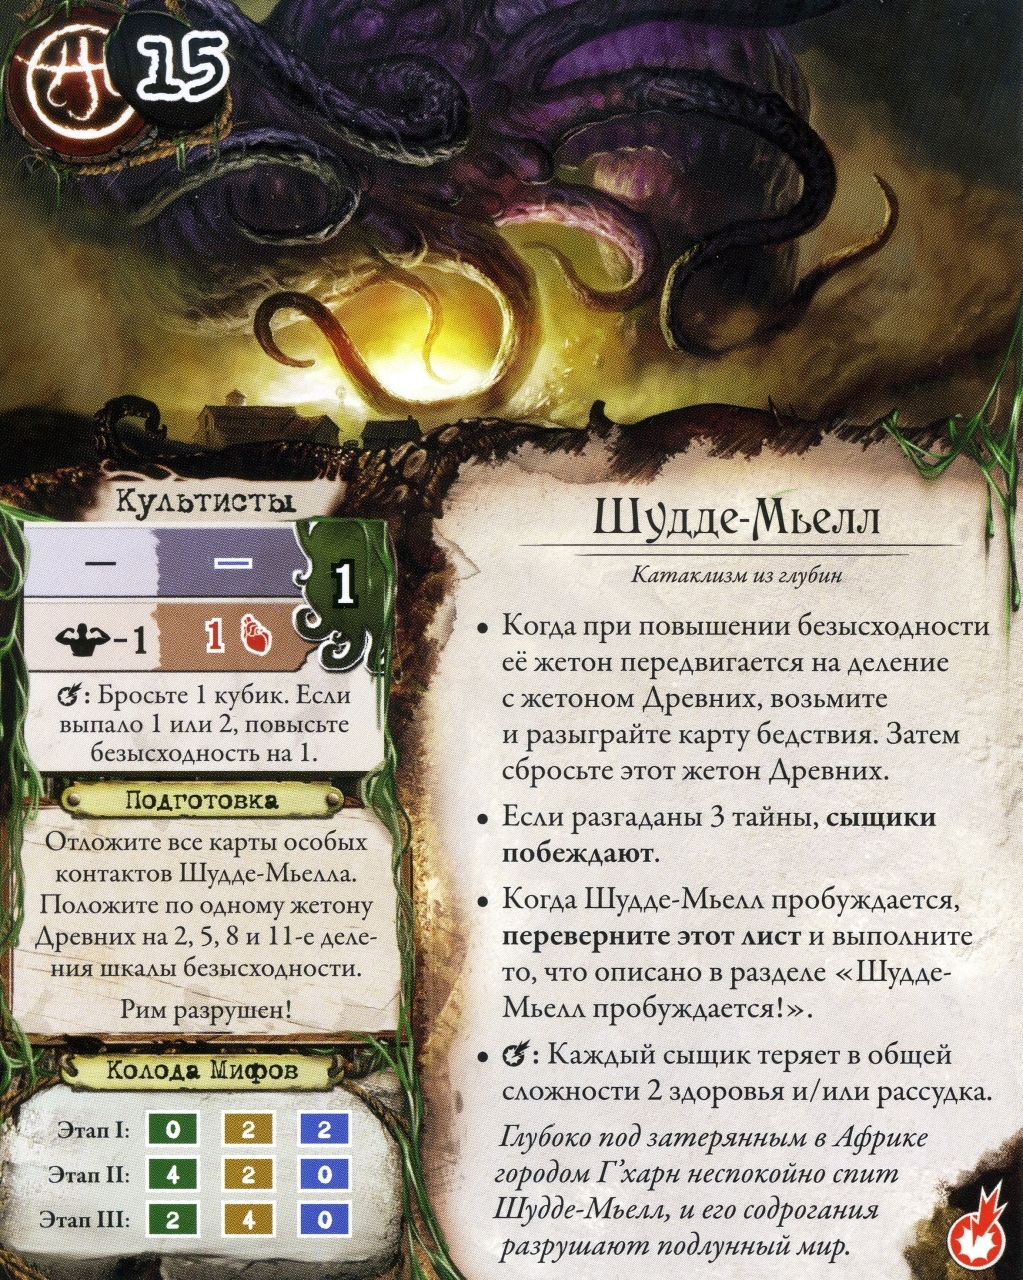 15
Культисты
— —
1
-1 1
: Бросьте 1 кубик. Если
выпало 1 или 2, повысьте
безысходность на 1.
Подготовка
Отложите все карты особых
контактов Шудде-Мьелла.
Положите по одному жетону
Древних на 2, 5, 8 и 11-е деле-
ния шкалы безысходности.
Рим разрушен!
Колода Мифов
Этап I: 0 2 2
Этап II: 4 2 0
Этап III: 2 4 0
Шудде-Мьелл
Катаклизм из глубин
• Когда при повышении безысходности
её жетон передвигается на деление
с жетоном Древних, возьмите
и разыграйте карту бедствия. Затем
сбросьте этот жетон Древних.
• Если разгаданы 3 тайны, сыщики
побеждают.
• Когда Шудде-Мьелл пробуждается,
переверните этот лист и выполните
то, что описано в разделе «Шудде-
Мьелл пробуждается!».
• : Каждый сыщик теряет в общей
сложности 2 здоровья и/или рассудка.
Глубоко под затерянным в Африке
городом Г’харн неспокойно спит
Шудде-Мьелл, и его содрогания
разрушают подлунный мир.